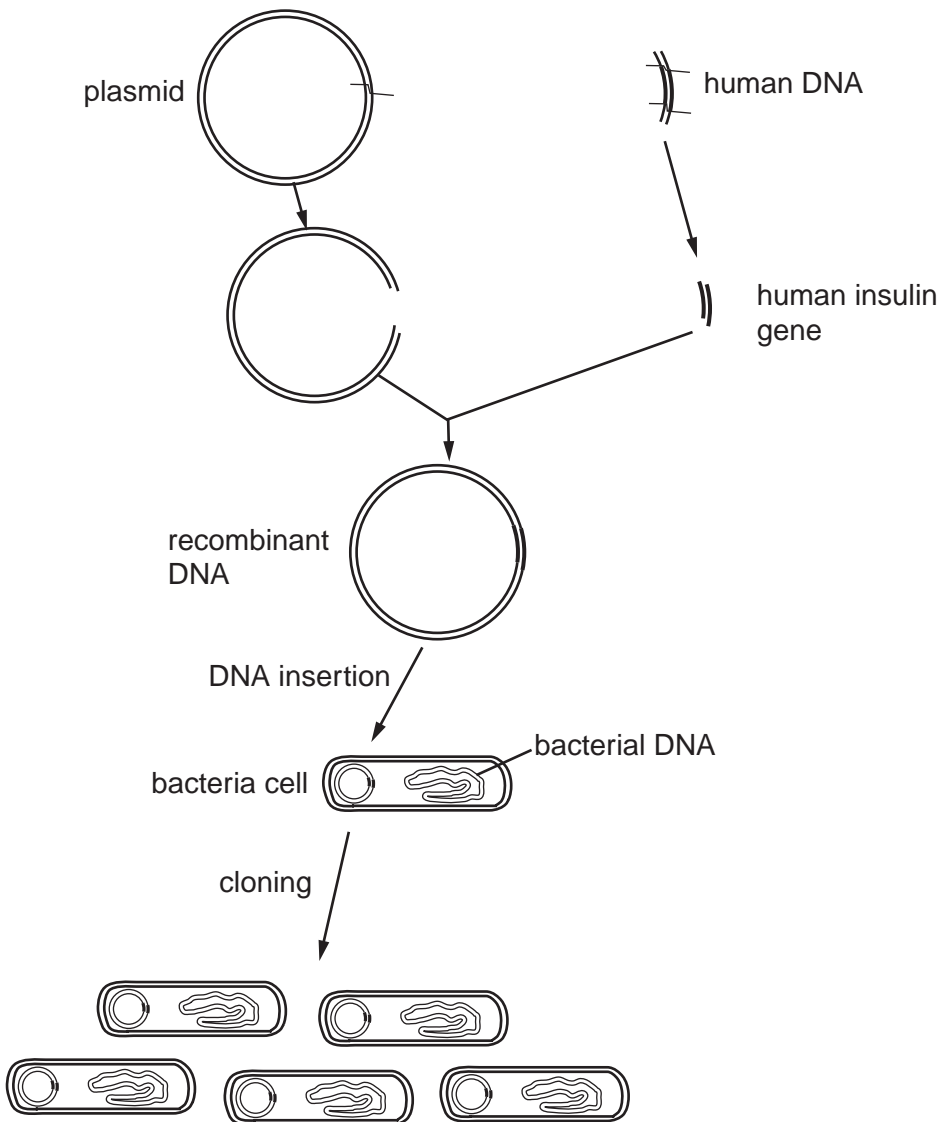 plasmid
human DNA
human insulin
gene
recombinant
DNA
DNA insertion
bacterial DNA
bacteria cell
cloning